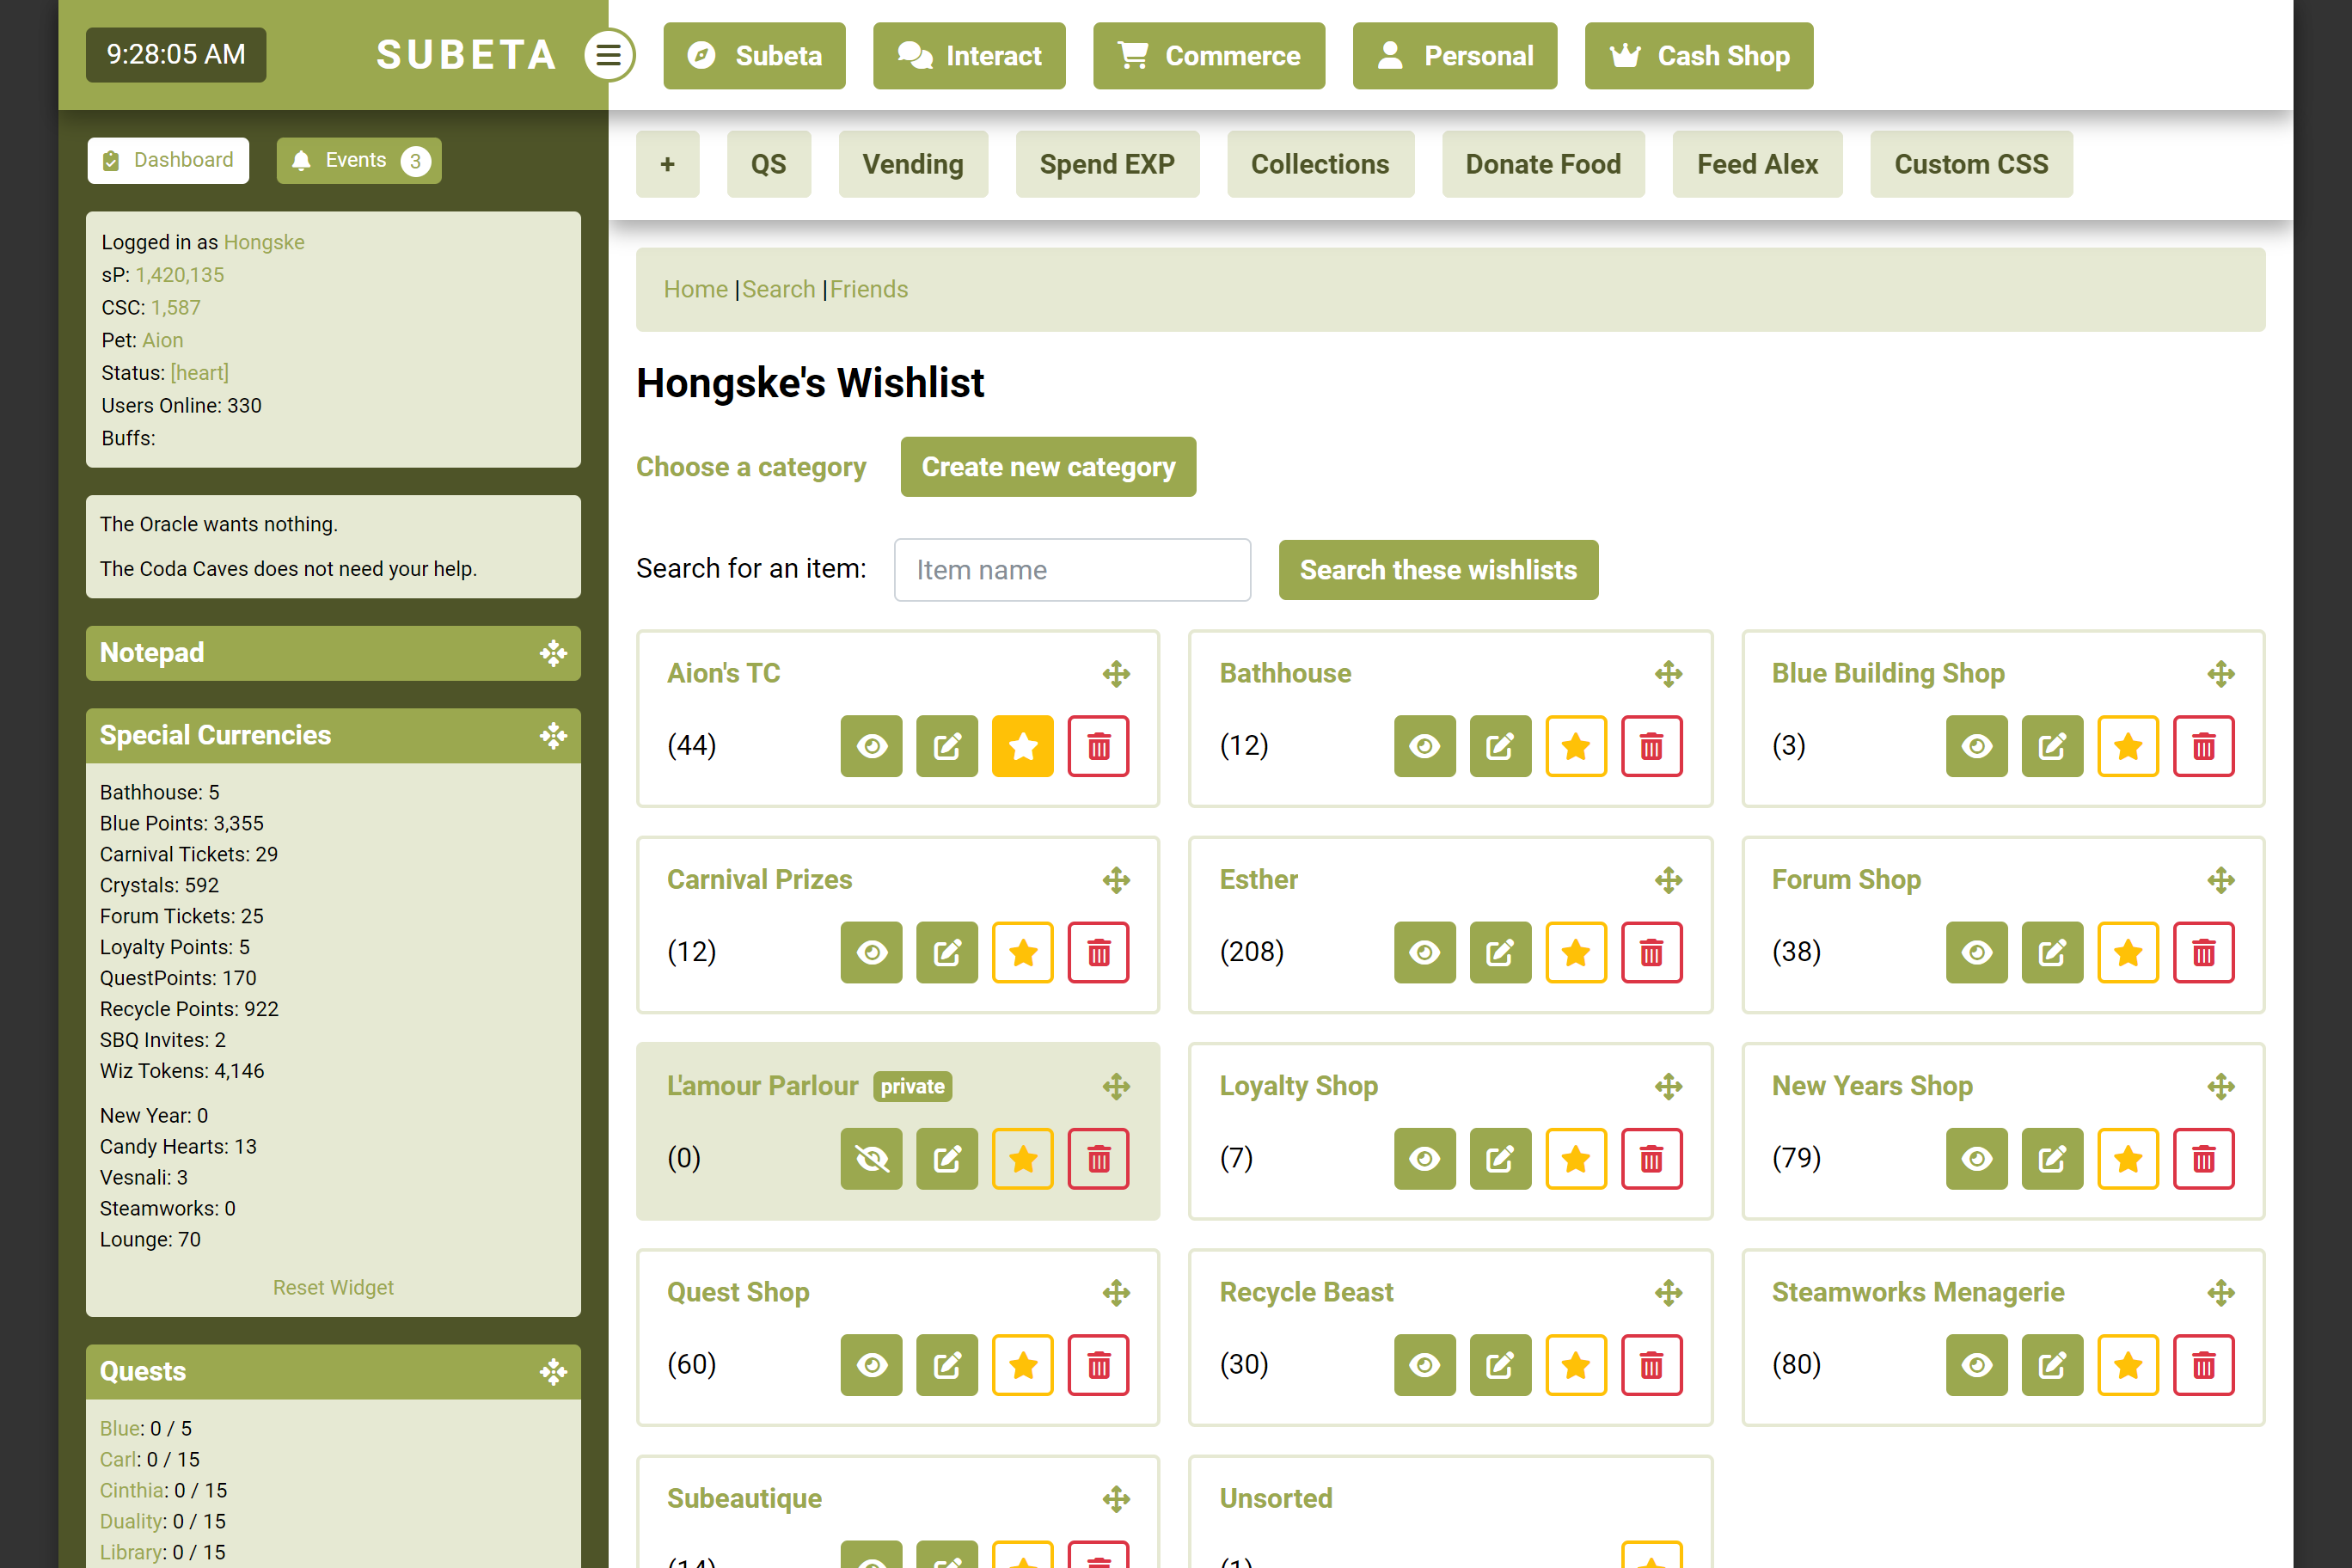 9:28:05 AM
SUBETA
Subeta
Interact
Commerce
Personal
Cash Shop
Dashboard
Events 3
+
QS
Vending
Spend EXP
Collections
Donate Food
Feed Alex
Custom CSS
Logged in as Hongske
sP: 1,420,135
CSC: 1,587
Pet: Aion
Status: [heart]
Users Online: 330
Buffs:
The Oracle wants nothing.
The Coda Caves does not need your help.
Notepad
Special Currencies
Bathhouse: 5
Blue Points: 3,355
Carnival Tickets: 29
Crystals: 592
Forum Tickets: 25
Loyalty Points: 5
QuestPoints: 170
Recycle Points: 922
SBQ Invites: 2
Wiz Tokens: 4,146
New Year: 0
Candy Hearts: 13
Vesnali: 3
Steamworks: 0
Lounge: 70
Reset Widget
Quests
Blue: 0 / 5
Carl: 0 / 15
Cinthia: 0 / 15
Duality: 0 / 15
Library: 0 / 15
Home |Search |Friends
Hongske's Wishlist
Choose a category
Create new category
Search for an item:
Item name
Search these wishlists
Aion's TC
(44)
Bathhouse
(12)
Blue Building Shop
(3)
Carnival Prizes
(12)
Esther
(208)
Forum Shop
(38)
L'amour Parlour private
(0)
Loyalty Shop
(7)
New Years Shop
(79)
Quest Shop
(60)
Recycle Beast
(30)
Steamworks Menagerie
(80)
Subeautique
(14)
Unsorted
(1)